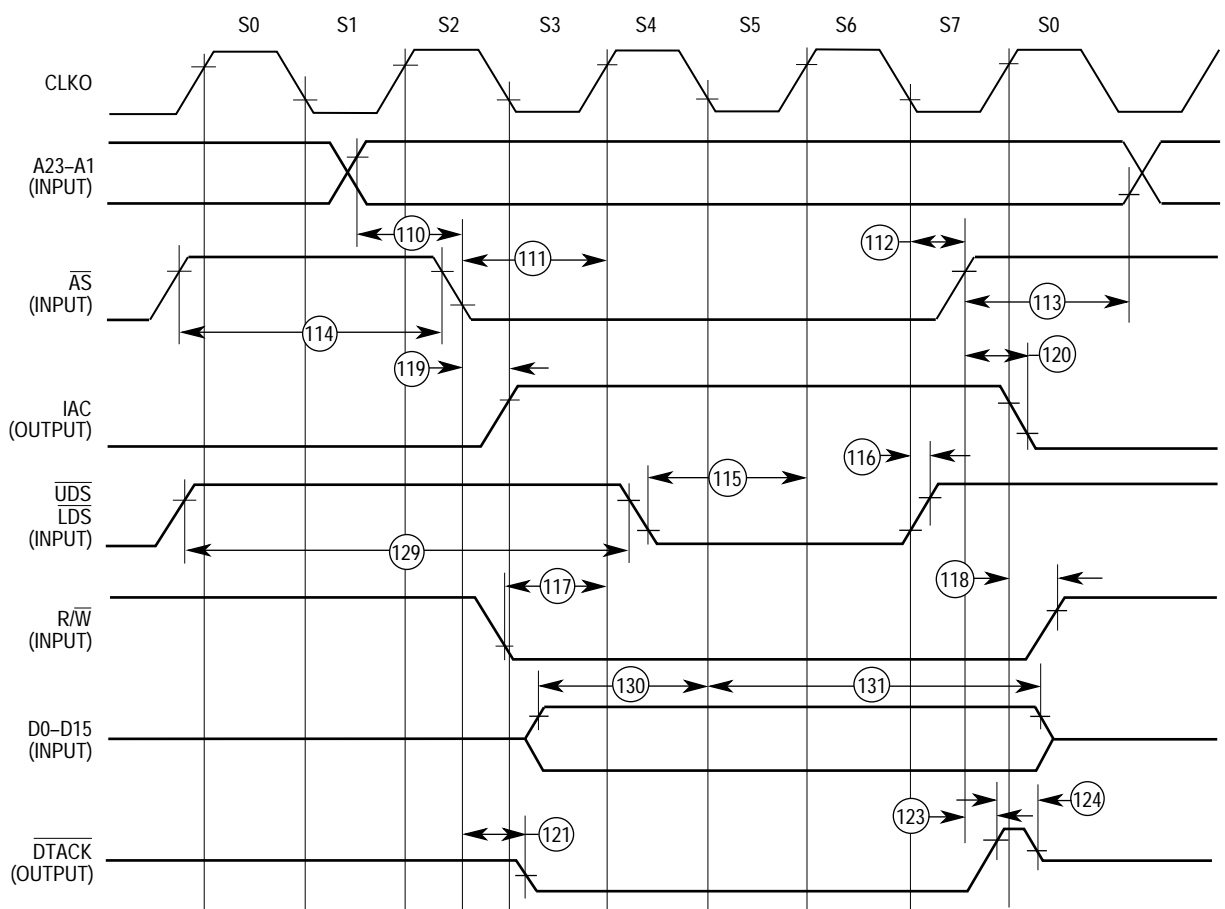 S0 S1 S2 S3 S4 S5 S6 S7 S0
CLKO
A23–A1
(INPUT)
110
111
112
AS
(INPUT)
113
114
119
120
IAC
(OUTPUT)
116
115
UDS
LDS
(INPUT)
129
117
118
R/W
(INPUT)
130
131
D0–D15
(INPUT)
124
123
121
DTACK
(OUTPUT)